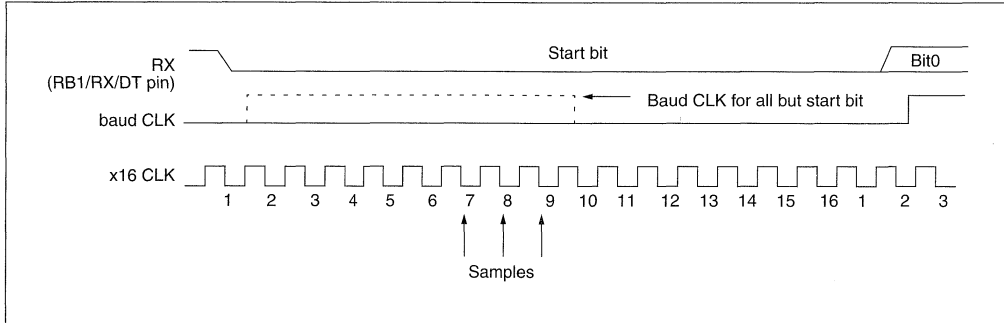 RX
(RB1/RX/DT pin)
Start bit
Bit0
Baud CLK for all but start bit
baud CLK
x16 CLK
1 2 3 4 5 6 7 8 9 10 11 12 13 14 15 16 1 2 3
Samples